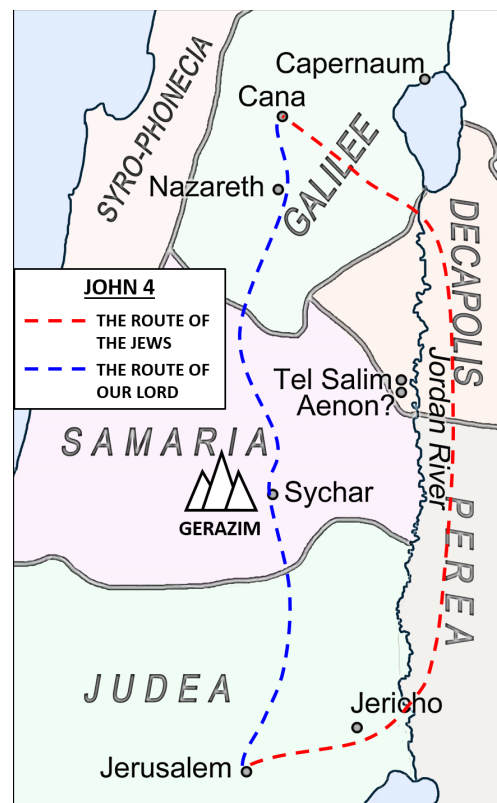 Capernaum
Cana
SYRO-PHONECIA
GALILEE
Nazareth
DECAPOLIS
JOHN 4
THE ROUTE OF
THE JEWS
THE ROUTE OF
OUR LORD
Jordan River
Tel Salim
Aenon?
SAMARIA
Sychar
GERAZIM
PEREA
JUDEA
Jericho
Jerusalem